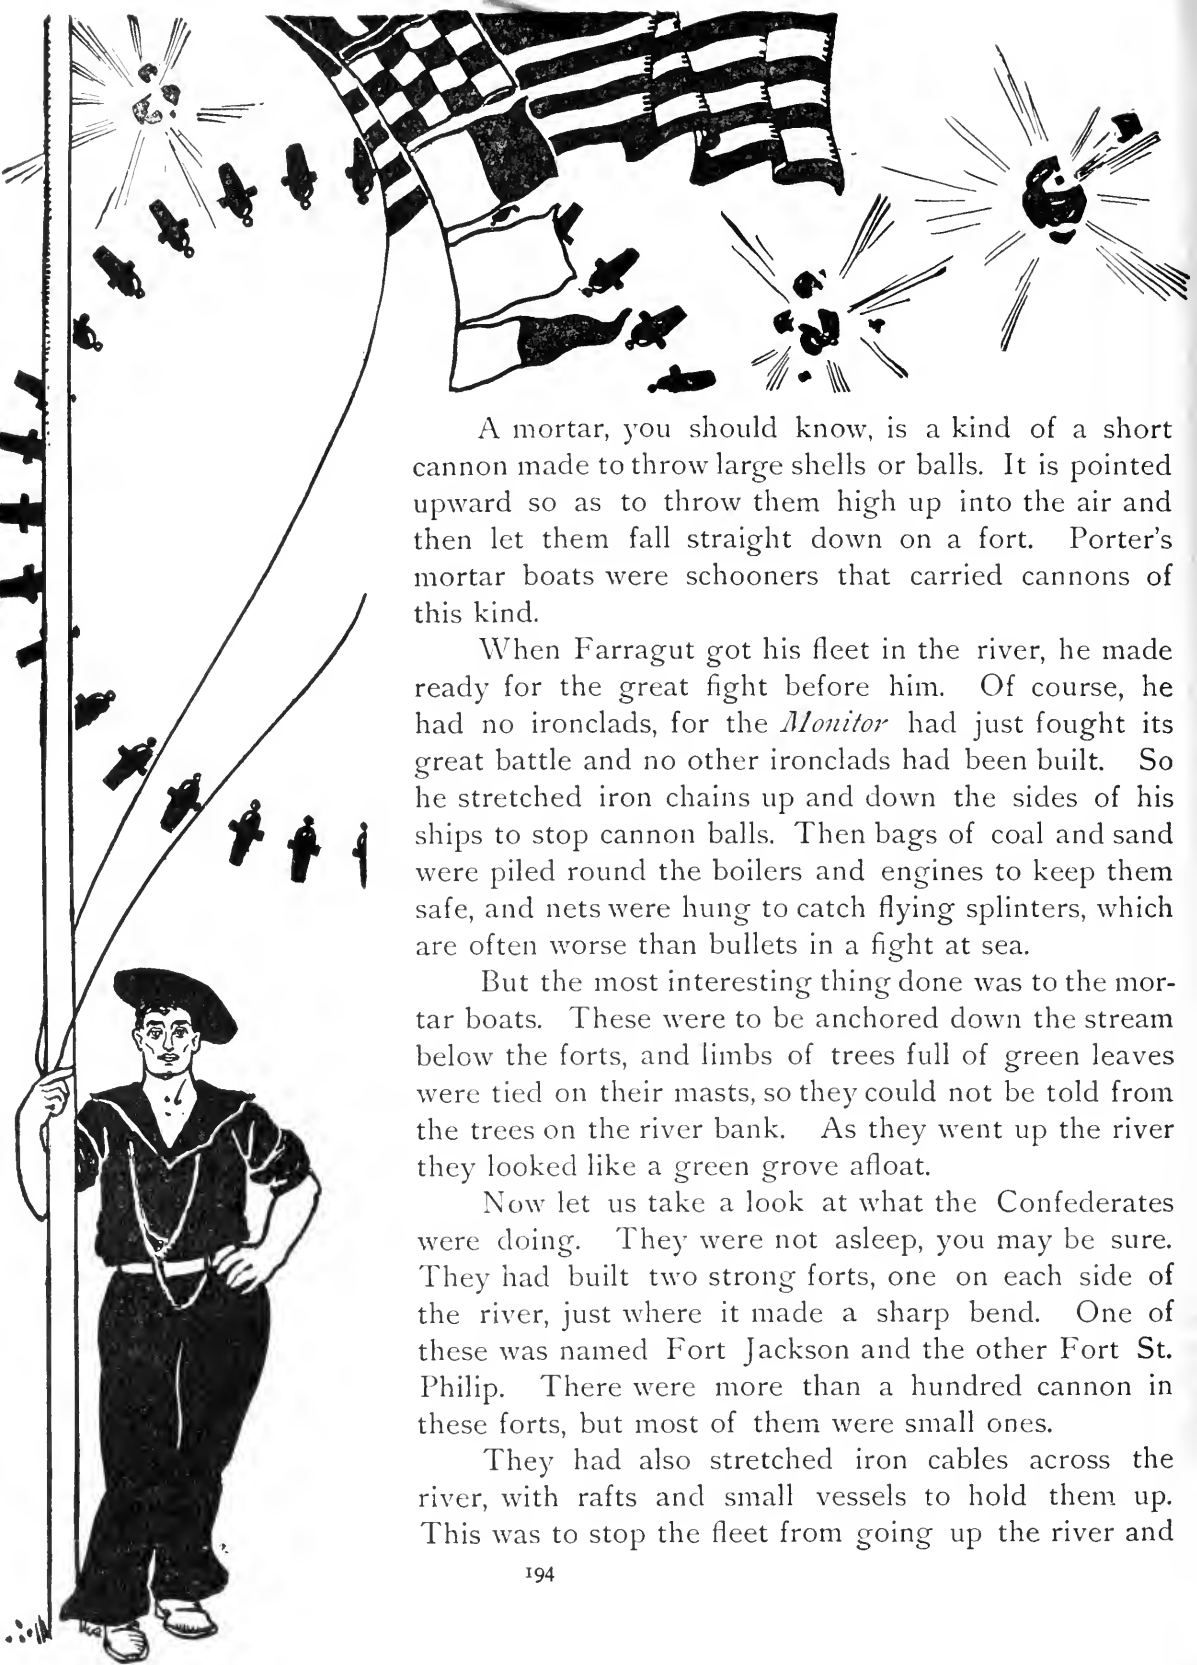 A mortar, you should know, is a kind of a short
cannon made to throw large shells or balls. It is pointed
upward so as to throw them high up into the air and
then let them fall straight down on a fort. Porter's
mortar boats were schooners that carried cannons of
this kind.
When Farragut got his fleet in the river, he made
ready for the great fight before him. Of course, he
had no ironclads, for the Monitor had just fought its
great battle and no other ironclads had been built. So
he stretched iron chains up and down the sides of his
ships to stop cannon balls. Then bags of coal and sand
were piled round the boilers and engines to keep them
safe, and nets were hung to catch flying splinters, which
are often worse than bullets in a fight at sea.
But the most interesting thing done was to the mor-
tar boats. These were to be anchored down the stream
below the forts, and limbs of trees full of green leaves
were tied on their masts, so they could not be told from
the trees on the river bank. As they went up the river
they looked like a green grove afloat.
Now let us take a look at what the Confederates
were doing. They were not asleep, you may be sure.
They had built two strong forts, one on each side of
the river, just where it made a sharp bend. One of
these was named Fort Jackson and the other Fort St.
Philip. There were more than a hundred cannon in
these forts, but most of them were small ones.
They had also stretched iron cables across the
river, with rafts and small vessels to hold them up.
This was to stop the fleet from going up the river and
194